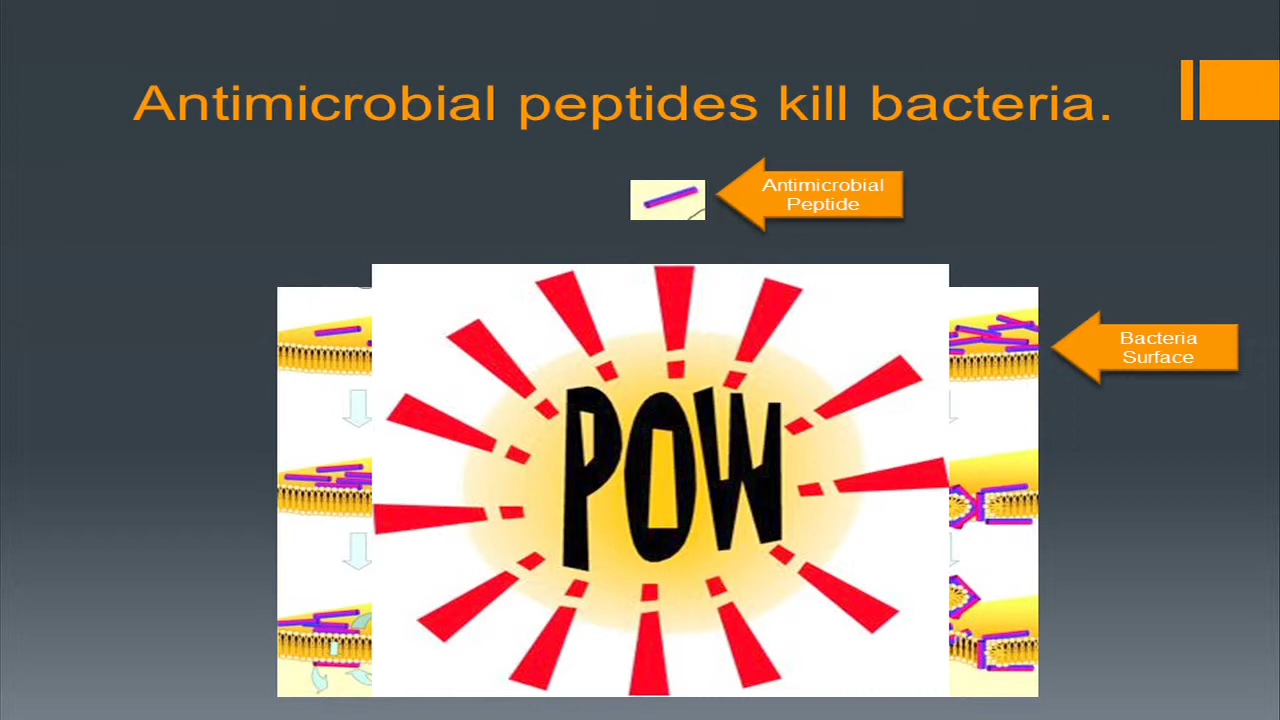 Antimicrobial peptides kill bacteria.
Antimicrobial
Peptide
Bacteria
Surface
POW